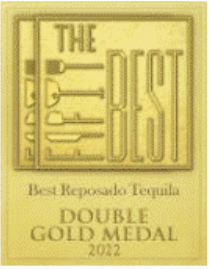 THE
BEST
Best Reposado Tequila
DOUBLE
GOLD MEDAL
2022